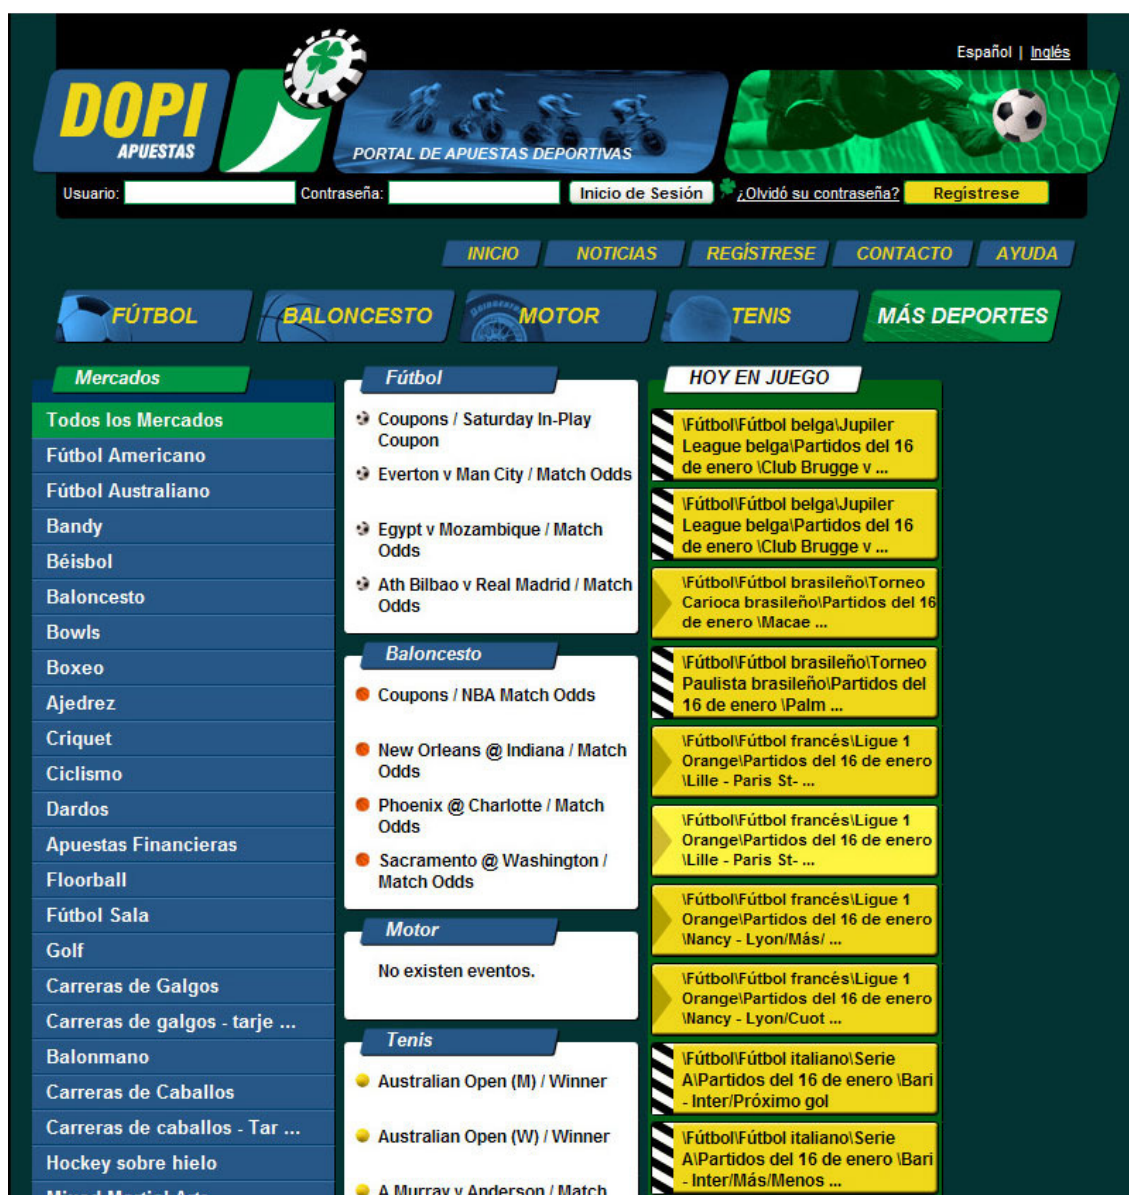 Español | Inglés
DOPI
APUESTAS
PORTAL DE APUESTAS DEPORTIVAS
Usuario: Contraseña: Inicio de Sesión ¿Olvidó su contraseña? Regístrese
INICIO NOTICIAS REGÍSTRESE CONTACTO AYUDA
FÚTBOL BALONCESTO MOTOR TENIS MÁS DEPORTES
Mercados
Todos los Mercados
Fútbol Americano
Fútbol Australiano
Bandy
Béisbol
Baloncesto
Bowls
Boxeo
Ajedrez
Criquet
Ciclismo
Dardos
Apuestas Financieras
Floorball
Fútbol Sala
Golf
Carreras de Galgos
Carreras de galgos - tarje ...
Balonmano
Carreras de Caballos
Carreras de caballos - Tar ...
Hockey sobre hielo
Mixed Martial Arts
Fútbol
Coupons / Saturday In-Play
Coupon
Everton v Man City / Match Odds
Egypt v Mozambique / Match
Odds
Ath Bilbao v Real Madrid / Match
Odds
Baloncesto
Coupons / NBA Match Odds
New Orleans @ Indiana / Match
Odds
Phoenix @ Charlotte / Match
Odds
Sacramento @ Washington /
Match Odds
Motor
No existen eventos.
Tenis
Australian Open (M) / Winner
Australian Open (W) / Winner
A Murray v Anderson / Match
HOY EN JUEGO
\Fútbol\Fútbol belga\Jupiler
League belga\Partidos del 16
de enero \Club Brugge v ...
\Fútbol\Fútbol belga\Jupiler
League belga\Partidos del 16
de enero \Club Brugge v ...
\Fútbol\Fútbol brasileño\Torneo
Carioca brasileño\Partidos del 16
de enero \Macae ...
\Fútbol\Fútbol brasileño\Torneo
Paulista brasileño\Partidos del
16 de enero \Palm ...
\Fútbol\Fútbol francés\Ligue 1
Orange\Partidos del 16 de enero
\Lille - Paris St- ...
\Fútbol\Fútbol francés\Ligue 1
Orange\Partidos del 16 de enero
\Lille - Paris St- ...
\Fútbol\Fútbol francés\Ligue 1
Orange\Partidos del 16 de enero
\Nancy - Lyon/Más/ ...
\Fútbol\Fútbol francés\Ligue 1
Orange\Partidos del 16 de enero
\Nancy - Lyon/Cuot ...
\Fútbol\Fútbol italiano\Serie
A\Partidos del 16 de enero \Bari
- Inter/Próximo gol
\Fútbol\Fútbol italiano\Serie
A\Partidos del 16 de enero \Bari
- Inter/Más/Menos ...